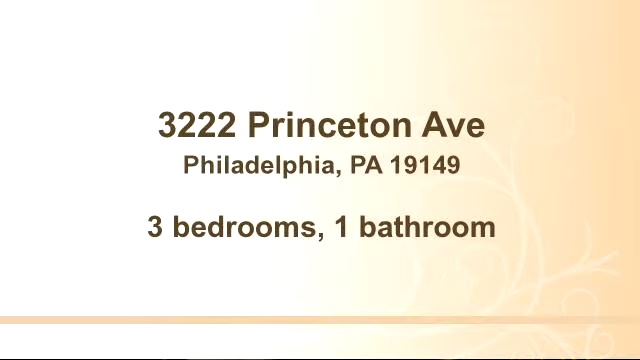 3222 Princeton Ave
Philadelphia, PA 19149
3 bedrooms, 1 bathroom